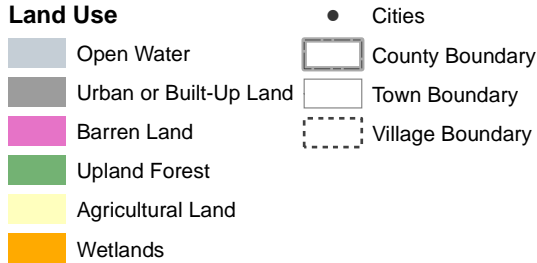 Land Use
Open Water
Urban or Built-Up Land
Barren Land
Upland Forest
Agricultural Land
Wetlands
Cities
County Boundary
Town Boundary
Village Boundary